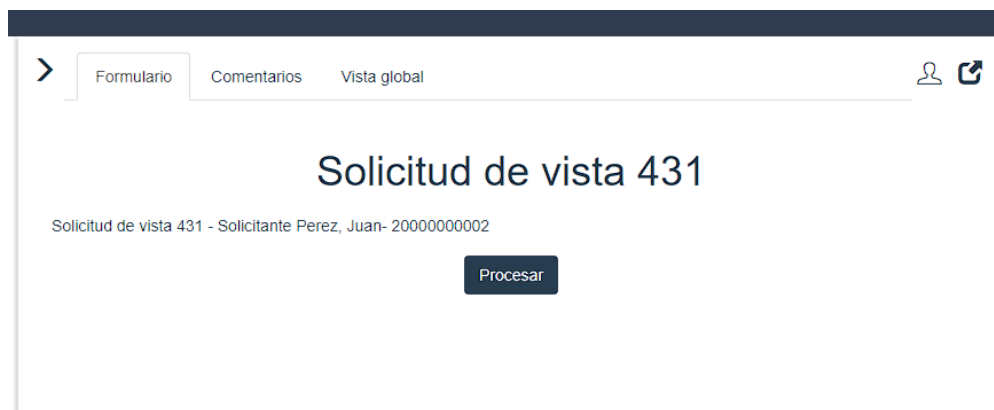 Formulario Comentarios Vista global
Solicitud de vista 431
Solicitud de vista 431 - Solicitante Perez, Juan- 20000000002
Procesar